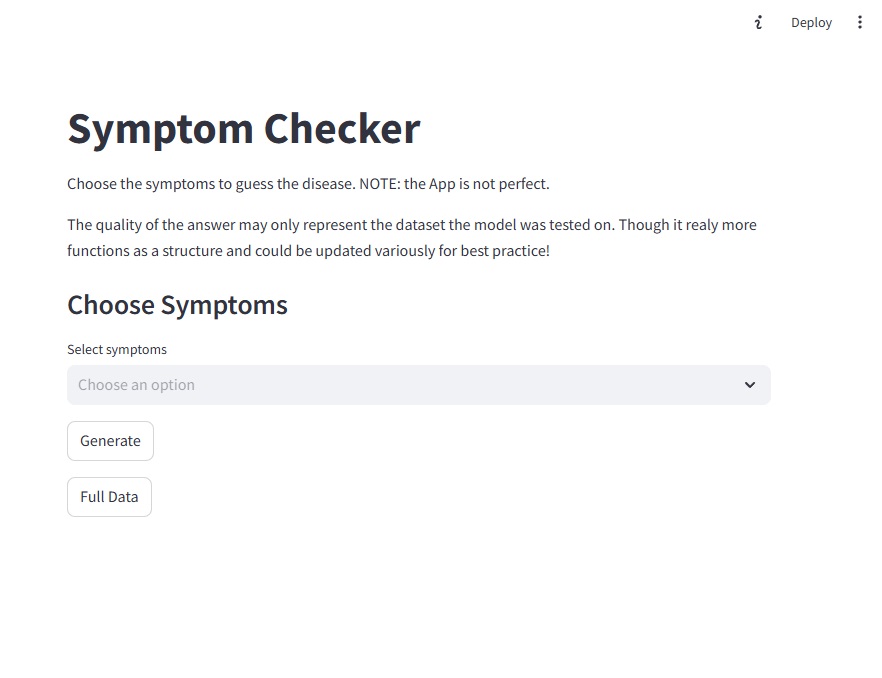 Deploy
Symptom Checker
Choose the symptoms to guess the disease. NOTE: the App is not perfect.
The quality of the answer may only represent the dataset the model was tested on. Though it realy more
functions as a structure and could be updated variously for best practice!
Choose Symptoms
Select symptoms
Choose an option
Generate
Full Data